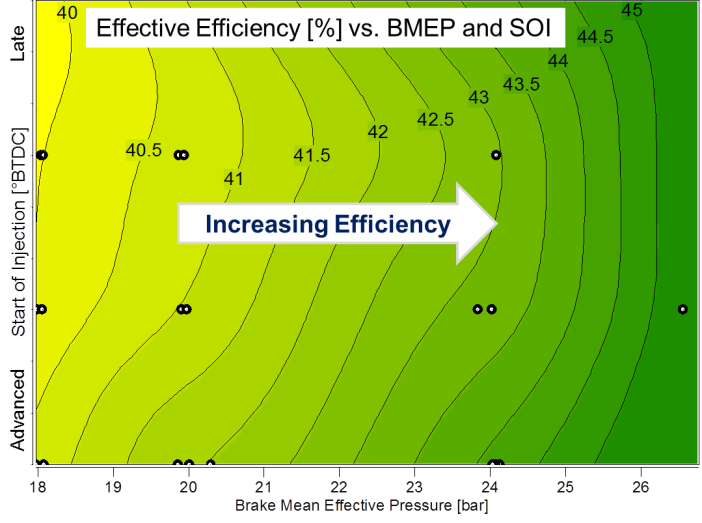 Effective Efficiency [%] vs. BMEP and SOI
40
45
44.5
44
43.5
43
42.5
42
41.5
40.5
41
Increasing Efficiency
Late
Start of Injection [°BTDC]
Advanced
18 19 20 21 22 23 24 25 26
Brake Mean Effective Pressure [bar]